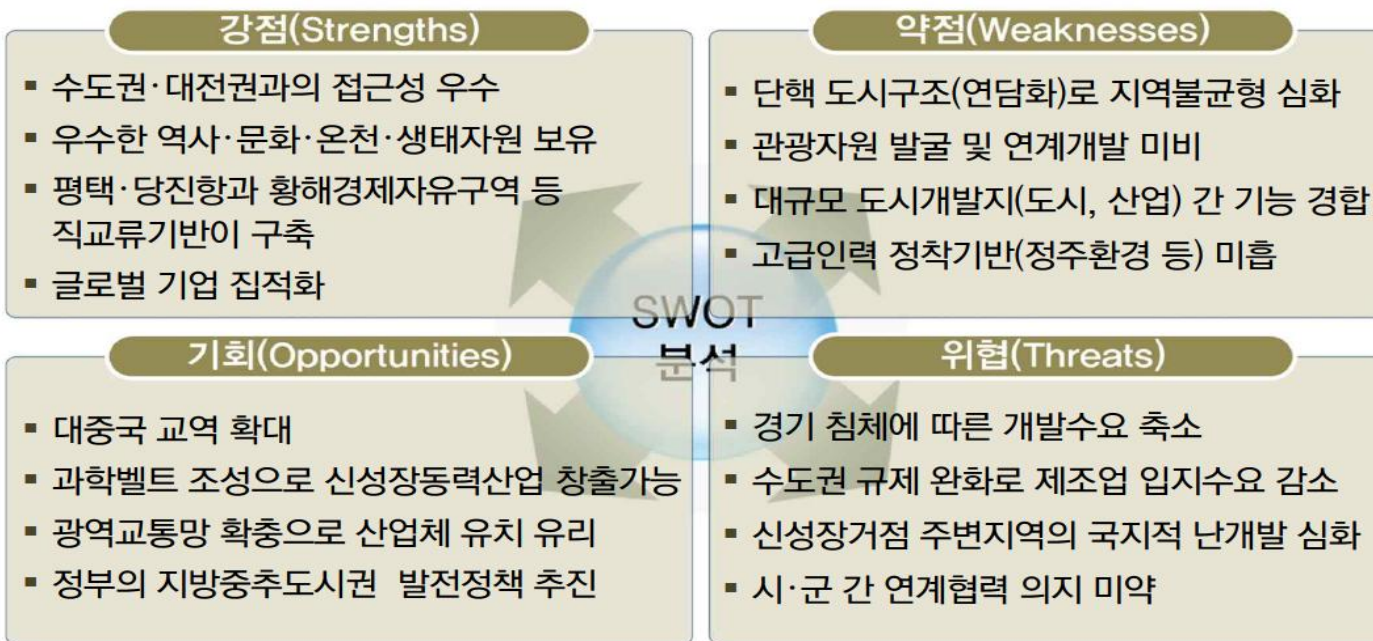 강점(Strengths)
▪ 수도권·대전권과의 접근성 우수
▪ 우수한 역사·문화·온천·생태자원 보유
▪ 평택·당진항과 황해경제자유구역 등
직교류기반이 구축
▪ 글로벌 기업 집적화
약점(Weaknesses)
▪ 단핵 도시구조(연담화)로 지역불균형 심화
▪ 관광자원 발굴 및 연계개발 미비
▪ 대규모 도시개발지(도시, 산업) 간 기능 경합
▪ 고급인력 정착기반(정주환경 등) 미흡
SWOT
분석
기회(Opportunities)
▪ 대중국 교역 확대
▪ 과학벨트 조성으로 신성장동력산업 창출가능
▪ 광역교통망 확충으로 산업체 유치 유리
▪ 정부의 지방중추도시권 발전정책 추진
위협(Threats)
▪ 경기 침체에 따른 개발수요 축소
▪ 수도권 규제 완화로 제조업 입지수요 감소
▪ 신성장거점 주변지역의 국지적 난개발 심화
▪ 시·군 간 연계협력 의지 미약